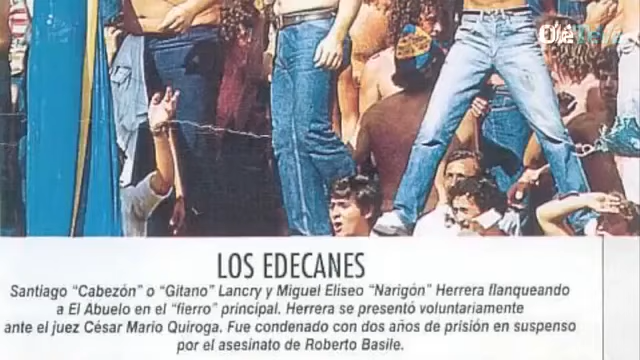 LOS EDECANES
Santiago “Cabezón” o “Gitano” Lancry y Miguel Eliseo “Narigón” Herrera flanqueando
a El Abuelo en el “fierro” principal. Herrera se presentó voluntariamente
ante el juez César Mario Quiroga. Fue condenado con dos años de prisión en suspenso
por el asesinato de Roberto Basile.